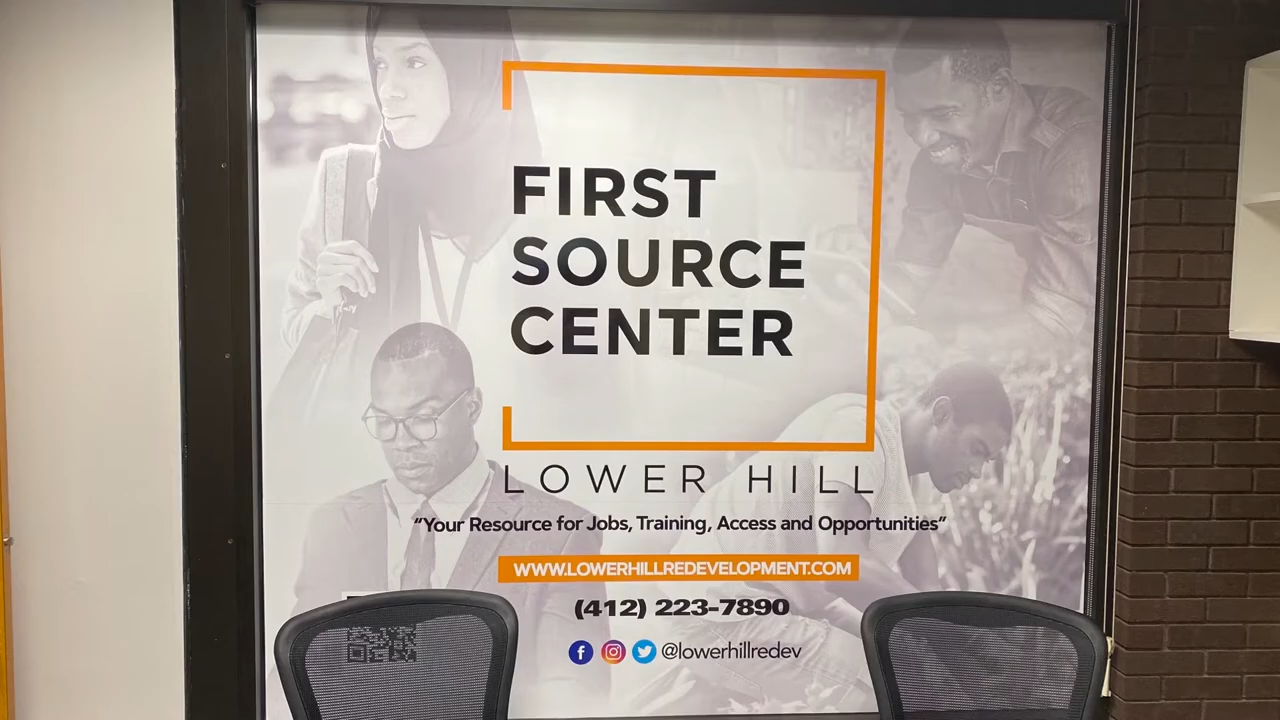 FIRST
SOURCE
CENTER
LOWER HILL
“Your Resource for Jobs, Training, Access and Opportunities”
WWW.LOWERHILLREDEVELOPMENT.COM
(412) 223-7890
@lowerhillredev